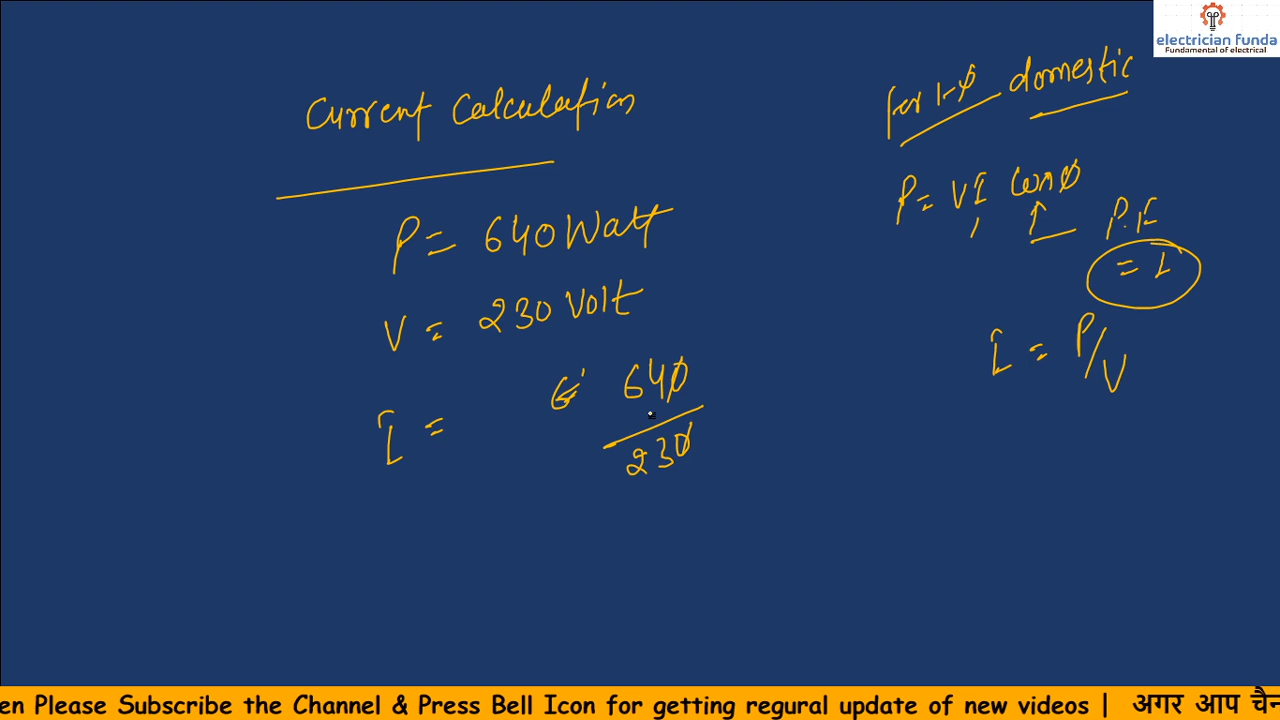 electrician funda
Fundamental of electrical
Current Calculation
P = 640 Watt
V = 230 Volt
I = 640
230
for 1-φ domestic
P = VI cosφ
P.F
= 1
I = P/V
en Please Subscribe the Channel & Press Bell Icon for getting regural update of new videos | अगर आप चैन